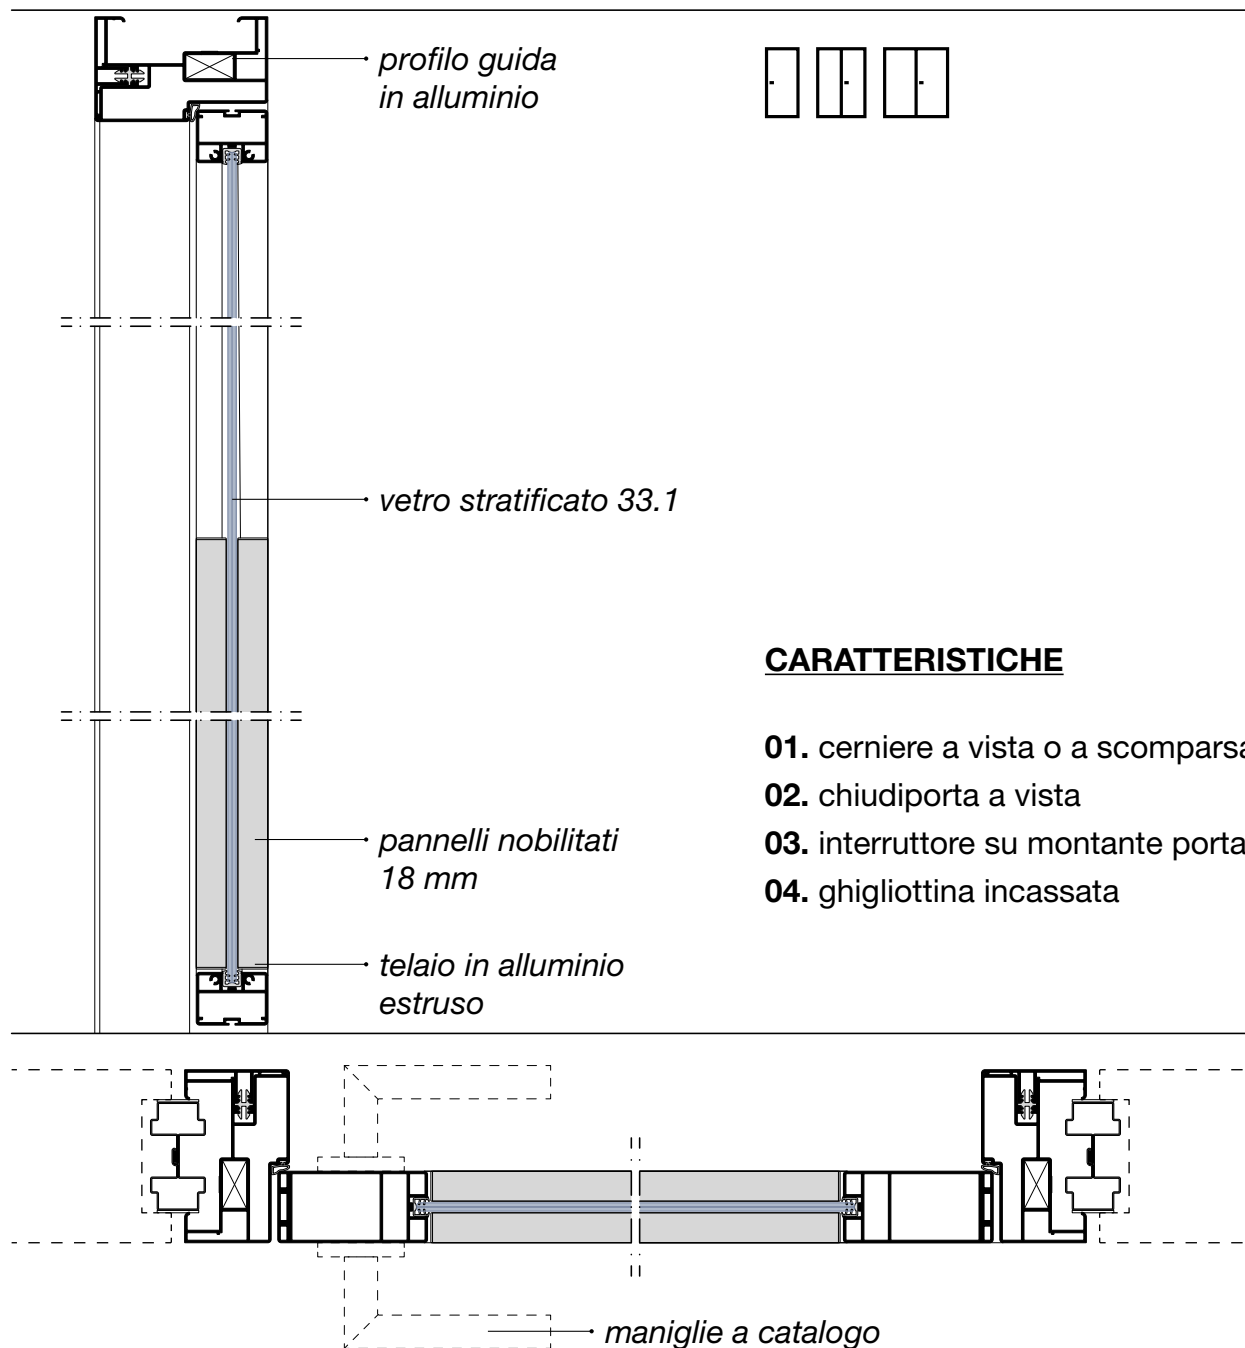 profilo guida
in alluminio
vetro stratificato 33.1
CARATTERISTICHE
01. cerniere a vista o a scomparsa
02. chiudiporta a vista
03. interruttore su montante porta
04. ghigliottina incassata
pannelli nobilitati
18 mm
telaio in alluminio
estruso
maniglie a catalogo